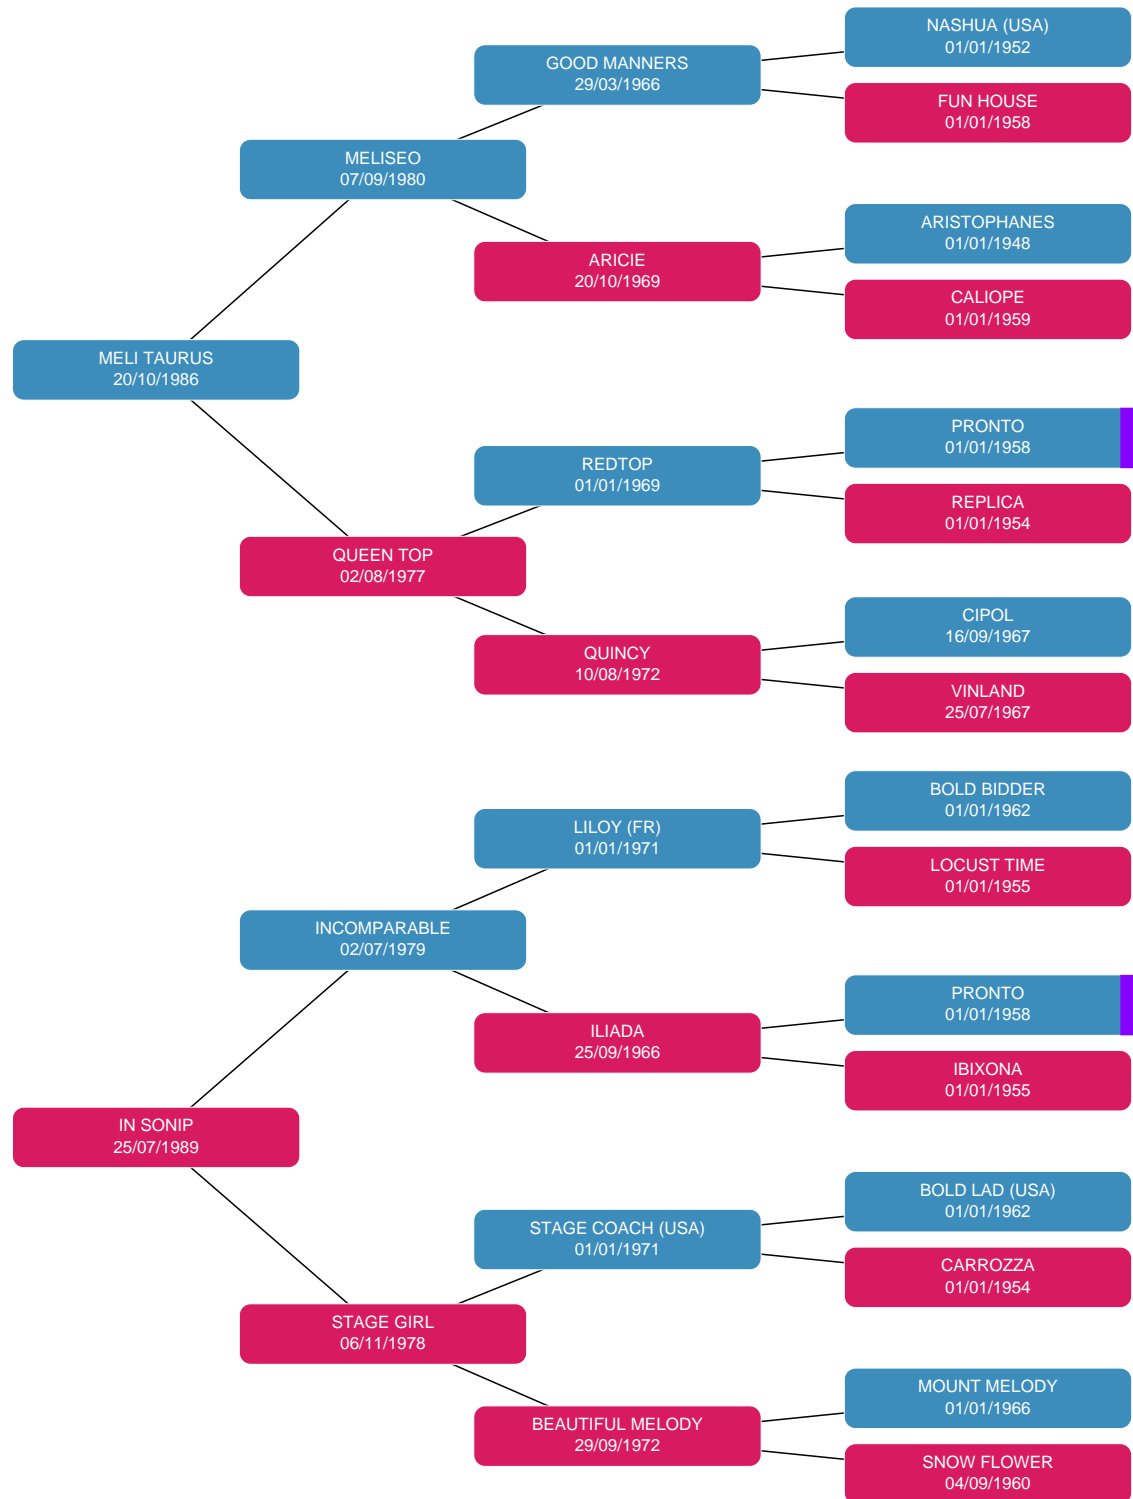 NASHUA (USA)
01/01/1952
GOOD MANNERS
29/03/1966
FUN HOUSE
01/01/1958
MELISEO
07/09/1980
ARISTOPHANES
01/01/1948
ARICIE
20/10/1969
CALIOPE
01/01/1959
MELI TAURUS
20/10/1986
PRONTO
01/01/1958
REDTOP
01/01/1969
REPLICA
01/01/1954
QUEEN TOP
02/08/1977
CIPOL
16/09/1967
QUINCY
10/08/1972
VINLAND
25/07/1967
BOLD BIDDER
01/01/1962
LILOY (FR)
01/01/1971
LOCUST TIME
01/01/1955
INCOMPARABLE
02/07/1979
PRONTO
01/01/1958
ILIADA
25/09/1966
IBIXONA
01/01/1955
IN SONIP
25/07/1989
BOLD LAD (USA)
01/01/1962
STAGE COACH (USA)
01/01/1971
CARROZZA
01/01/1954
STAGE GIRL
06/11/1978
MOUNT MELODY
01/01/1966
BEAUTIFUL MELODY
29/09/1972
SNOW FLOWER
04/09/1960